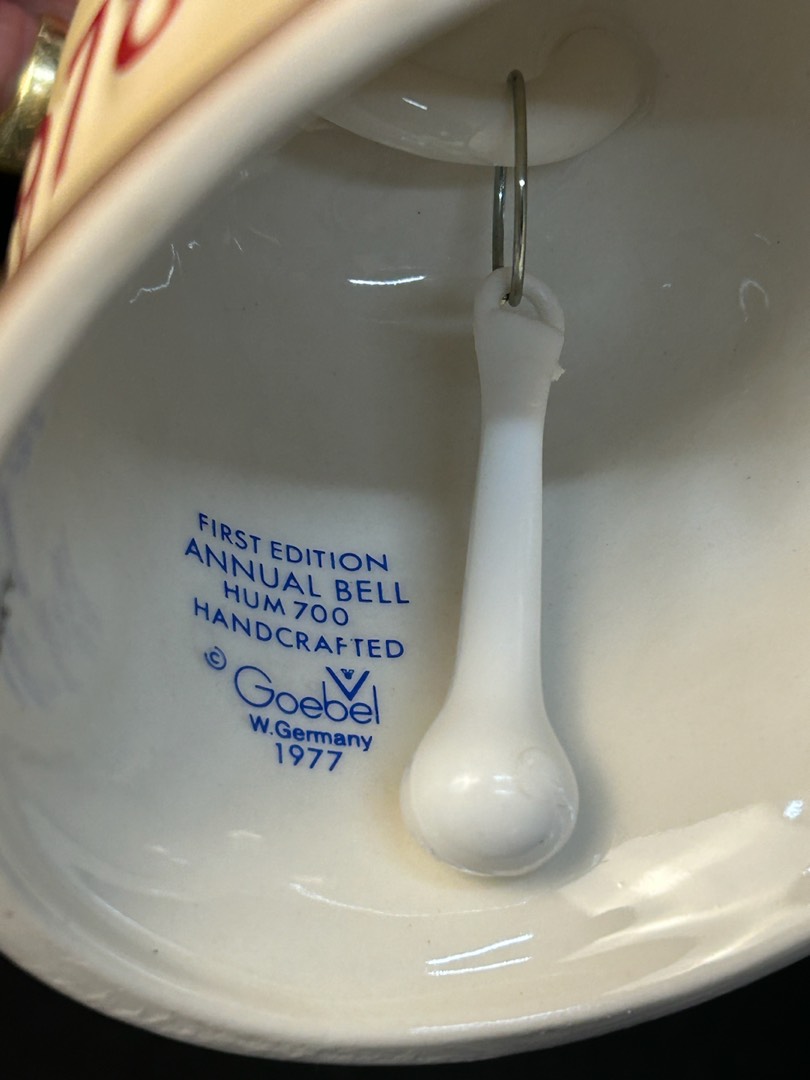 FIRST EDITION
ANNUAL BELL
HUM 700
HANDCRAFTED
© Goebel
W. Germany
1977